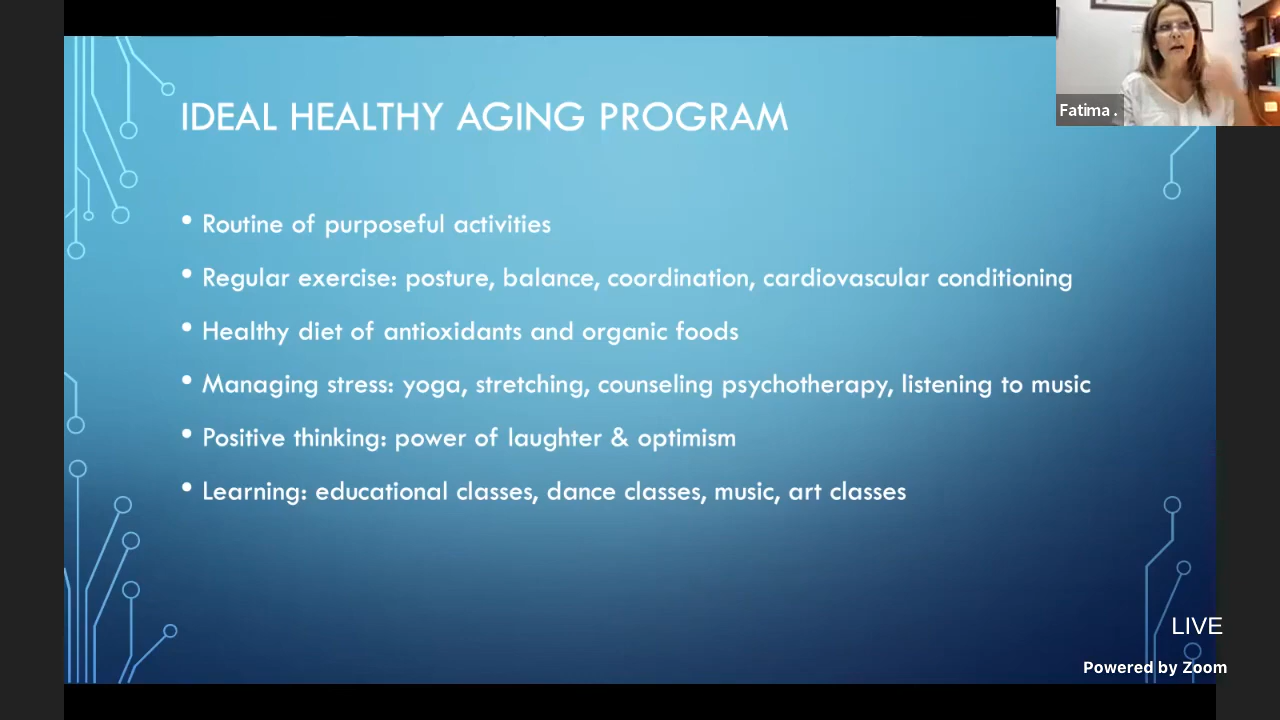 IDEAL HEALTHY AGING PROGRAM
Fatima .
• Routine of purposeful activities
• Regular exercise: posture, balance, coordination, cardiovascular conditioning
• Healthy diet of antioxidants and organic foods
• Managing stress: yoga, stretching, counseling psychotherapy, listening to music
• Positive thinking: power of laughter & optimism
• Learning: educational classes, dance classes, music, art classes
LIVE
Powered by Zoom